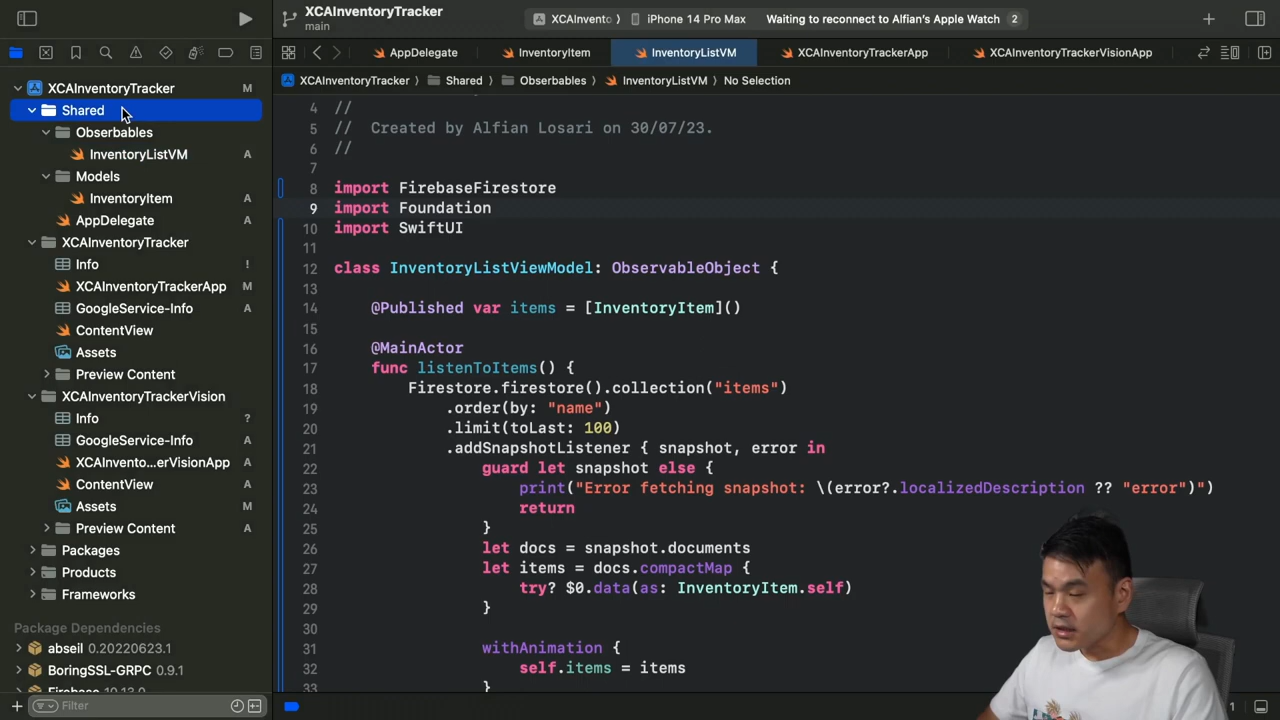 XCAInventoryTracker
main
XCAInvento
iPhone 14 Pro Max
Waiting to reconnect to Alfian's Apple Watch
2
AppDelegate
InventoryItem
InventoryListVM
XCAInventoryTrackerApp
XCAInventoryTrackerVisionApp
XCAInventoryTracker
Shared
Obserbables
InventoryListVM
No Selection
XCAInventoryTracker M
Shared
Obserbables
InventoryListVM A
Models
InventoryItem A
AppDelegate A
XCAInventoryTracker
Info !
XCAInventoryTrackerApp M
GoogleService-Info A
ContentView
Assets
Preview Content
XCAInventoryTrackerVision
Info ?
GoogleService-Info A
XCAInvento...erVisionApp A
ContentView A
Assets M
Preview Content A
Packages
Products
Frameworks
Package Dependencies
abseil 0.20220623.1
BoringSSL-GRPC 0.9.1
Firebase 10.13.0
Filter
4 //
5 //  Created by Alfian Losari on 30/07/23.
6 //
7
8 import FirebaseFirestore
9 import Foundation
10 import SwiftUI
11
12 class InventoryListViewModel: ObservableObject {
13
14 @Published var items = [InventoryItem]()
15
16 @MainActor
17 func listenToItems() {
18 Firestore.firestore().collection("items")
19 .order(by: "name")
20 .limit(toLast: 100)
21 .addSnapshotListener { snapshot, error in
22 guard let snapshot else {
23 print("Error fetching snapshot: \(error?.localizedDescription ?? "error")")
24 return
25 }
26 let docs = snapshot.documents
27 let items = docs.compactMap {
28 try? $0.data(as: InventoryItem.self)
29 }
30
31 withAnimation {
32 self.items = items
33 }